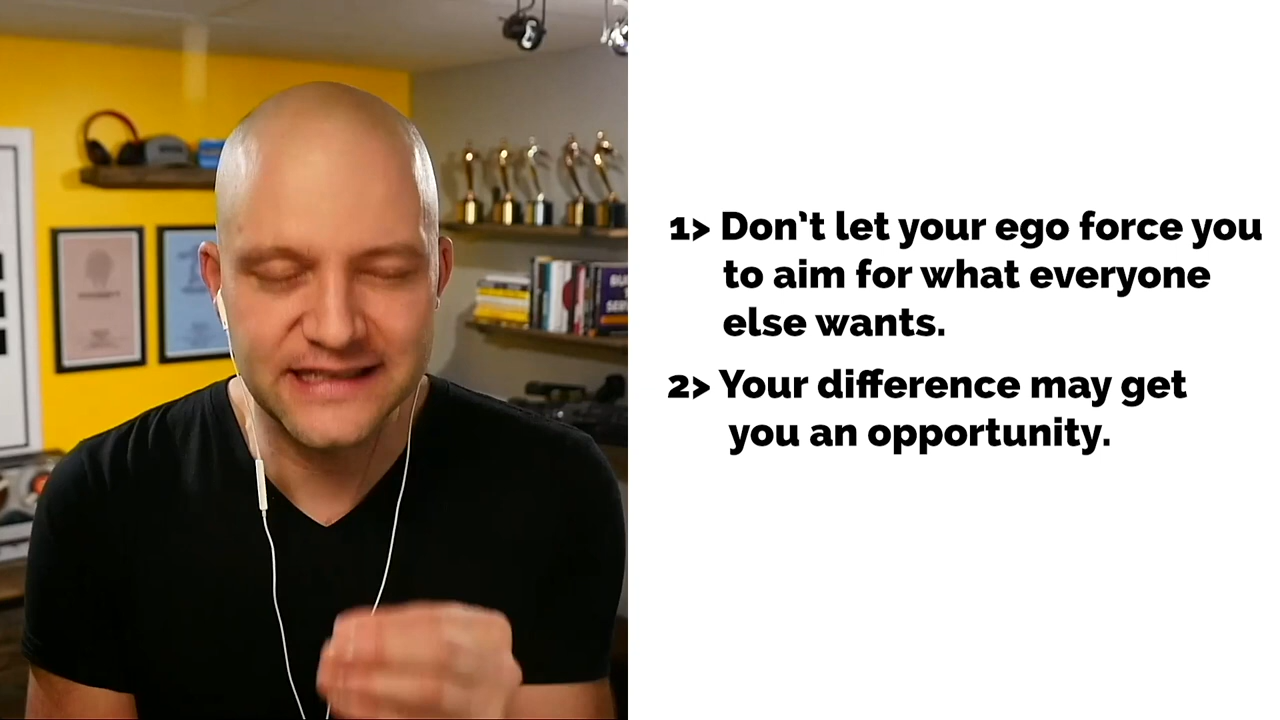 1> Don’t let your ego force you
to aim for what everyone
else wants.
2> Your difference may get
you an opportunity.